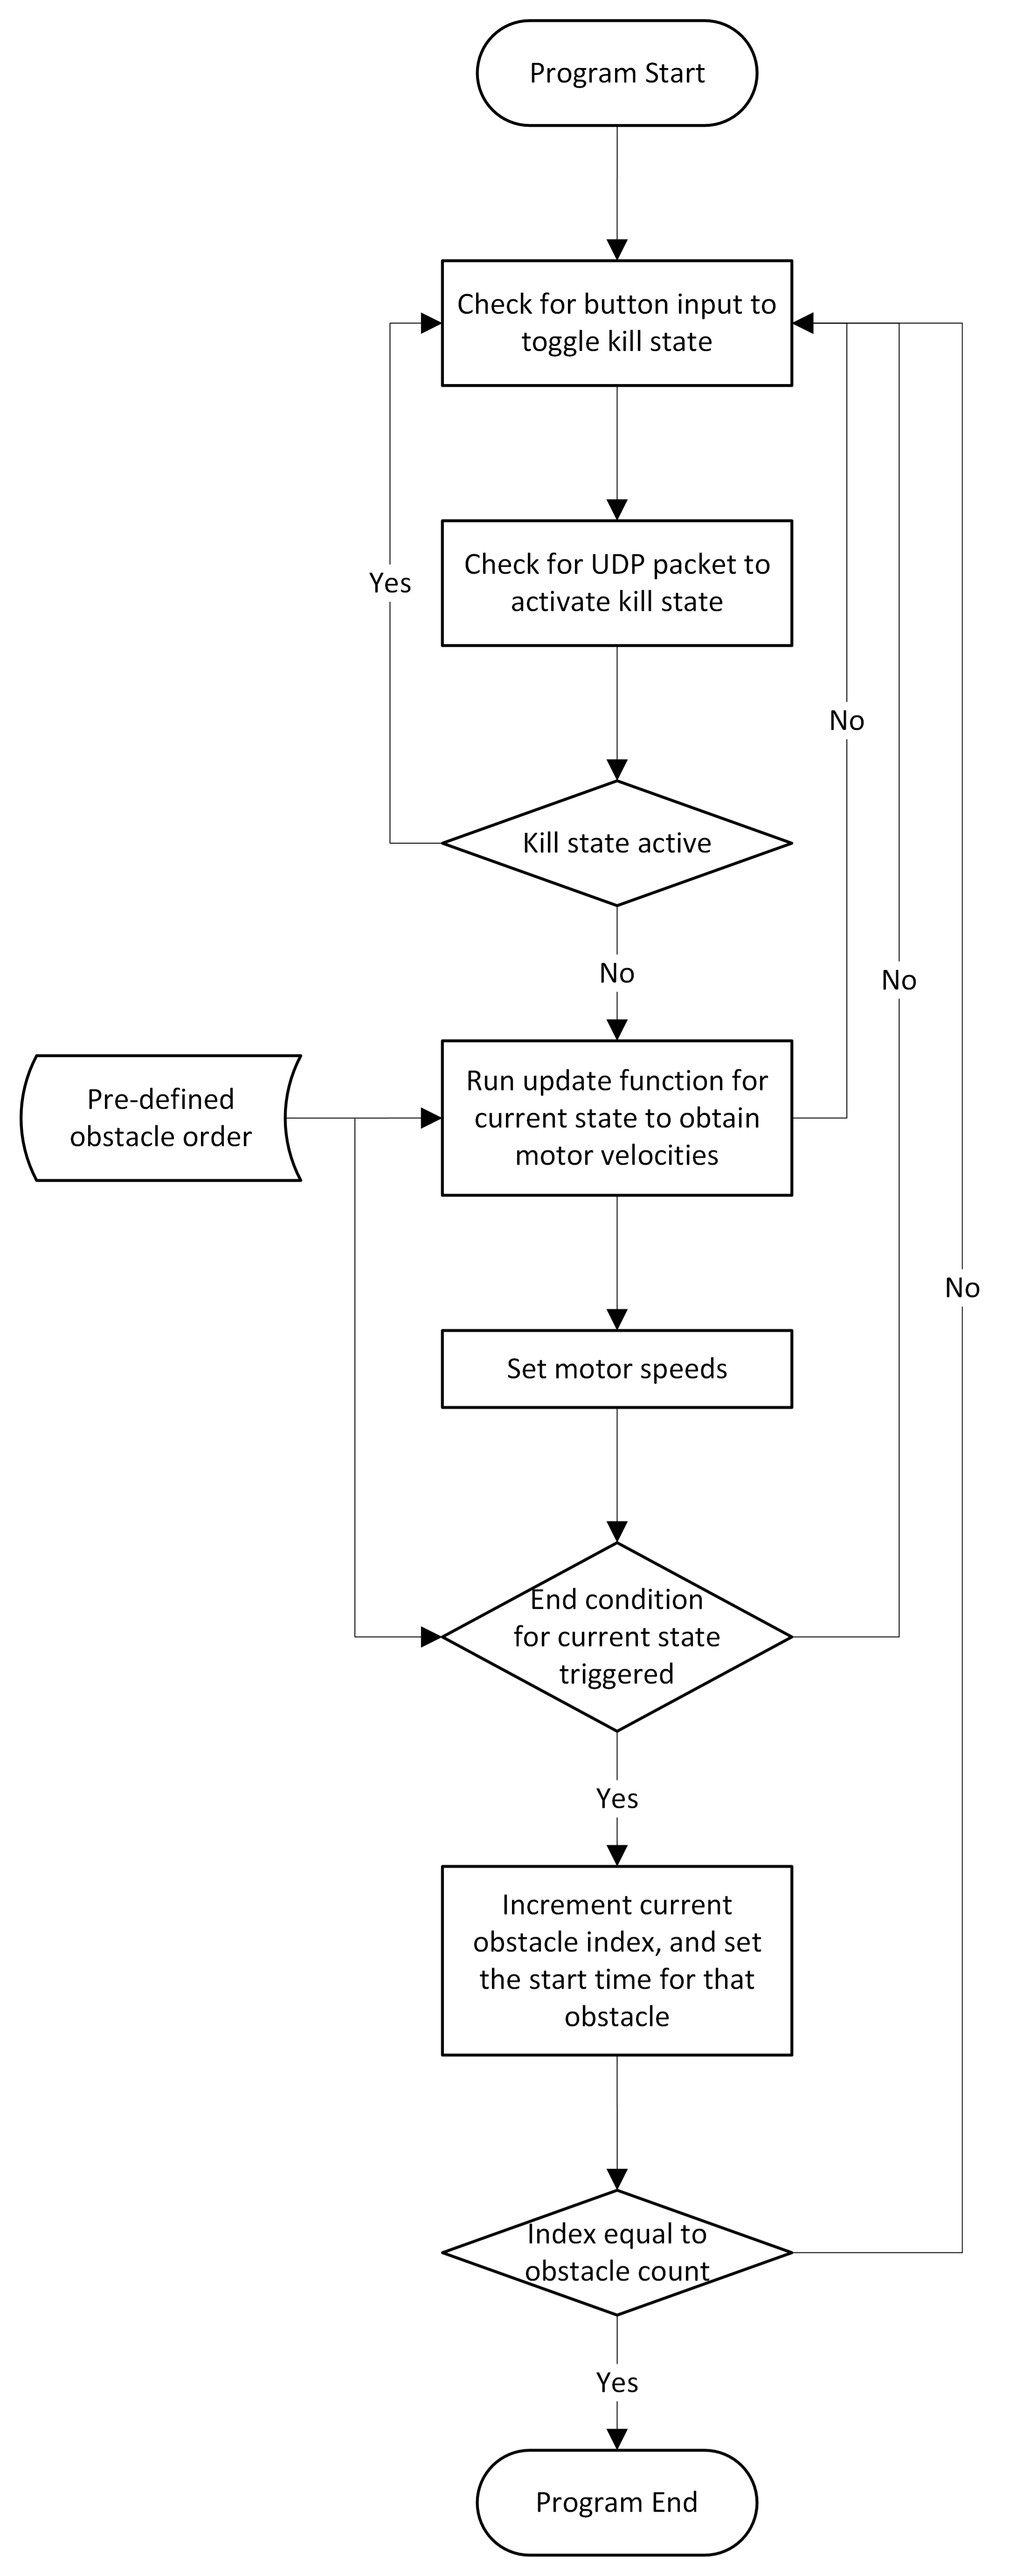 Program Start
Check for button input to
toggle kill state
Check for UDP packet to
activate kill state
Yes
No
Kill state active
No
No
Pre-defined
obstacle order
Run update function for
current state to obtain
motor velocities
No
Set motor speeds
End condition
for current state
triggered
Yes
Increment current
obstacle index, and set
the start time for that
obstacle
Index equal to
obstacle count
Yes
Program End